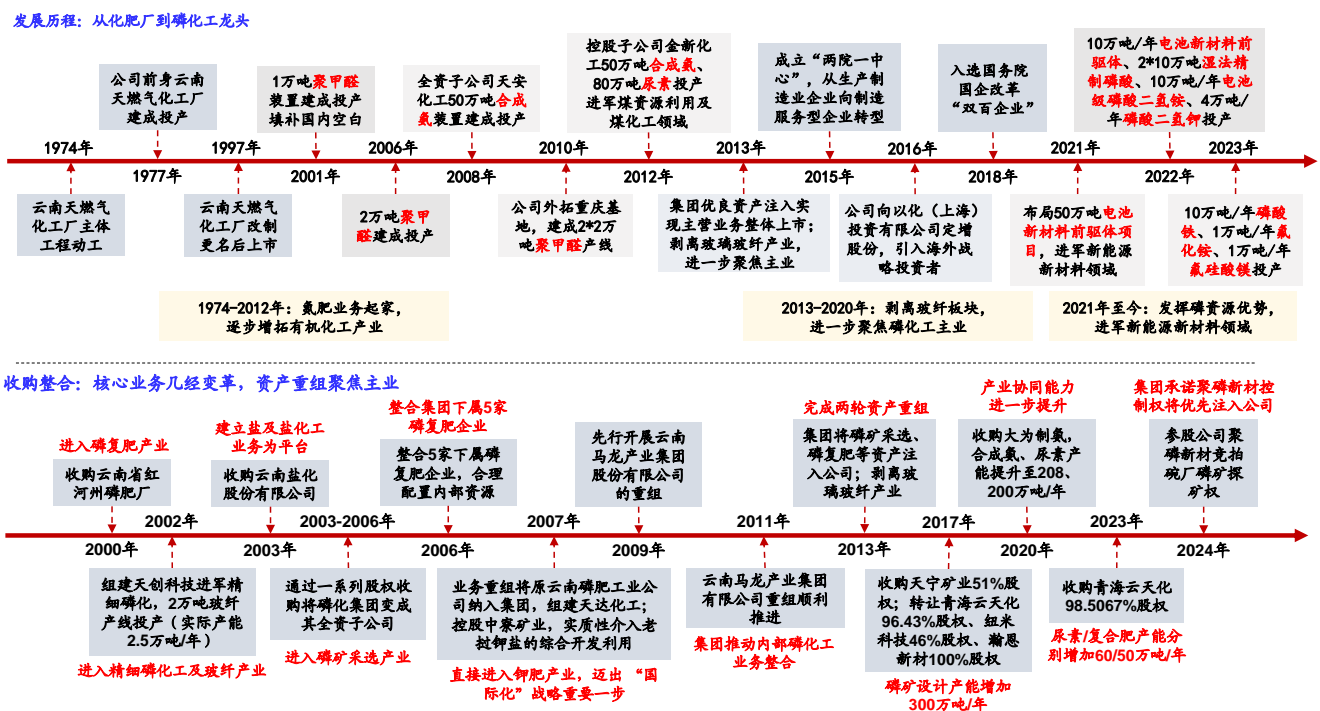 发展历程：从化肥厂到磷化工龙头
公司前身云南
天燃气化工厂
建成投产
1万吨聚甲醛
装置建成投产
填补国内空白
全资子公司天安
化工50万吨合成
氨装置建成投产
控股子公司金新化
工50万吨合成氨、
80万吨尿素投产
进军煤资源利用及
煤化工领域
成立“两院一中
心”，从生产制
造业企业向制造
服务型企业转型
入选国务院
国企改革
“双百企业”
10万吨/年电池新材料前
驱体、2*10万吨湿法精
制磷酸、10万吨/年电池
级磷酸二氢铵、4万吨/
年磷酸二氢钾投产
1974年
1997年
2006年
2010年
2013年
2016年
2021年
2023年
1977年
2001年
2008年
2012年
2015年
2018年
2022年
云南天燃气
化工厂主体
工程动工
云南天燃气
化工厂改制
更名后上市
2万吨聚甲
醛建成投产
公司外拓重庆基
地，建成2*2万
吨聚甲醛产线
集团优良资产注入实
现主营业务整体上市；
剥离玻璃玻纤产业，
进一步聚焦主业
公司向以化（上海）
投资有限公司定增
股份，引入海外战
略投资者
布局50万吨电池
新材料前驱体项
目，进军新能源
新材料领域
10万吨/年磷酸
铁、1万吨/年氟
化铵、1万吨/年
氟硅酸镁投产
1974-2012年：氮肥业务起家，
逐步增拓有机化工产业
2013-2020年：剥离玻纤板块，
进一步聚焦磷化工主业
2021年至今：发挥磷资源优势，
进军新能源新材料领域
收购整合：核心业务几经变革，资产重组聚焦主业
进入磷复肥产业
收购云南省红
河州磷肥厂
建立盐及盐化工
业务为平台
收购云南盐化
股份有限公司
整合集团下属5家
磷复肥企业
整合5家下属磷
复肥企业，合理
配置内部资源
先行开展云南
马龙产业集团
股份有限公司
的重组
完成两轮资产重组
集团将磷矿采选、
磷复肥等资产注
入公司；剥离玻
璃玻纤产业
产业协同能力
进一步提升
收购大为制氨，
合成氨、尿素产
能提升至208、
200万吨/年
集团承诺聚磷新材控
制权将优先注入公司
参股公司聚
磷新材竞拍
碗厂磷矿探
矿权
2002年
2003-2006年
2007年
2011年
2017年
2023年
2000年
2003年
2006年
2009年
2013年
2020年
2024年
组建天创科技进军精
细磷化，2万吨玻纤
产线投产（实际产能
2.5万吨/年）
进入精细磷化工及玻纤产业
通过一系列股权收
购将磷化集团变成
其全资子公司
进入磷矿采选产业
业务重组将原云南磷肥工业公
司纳入集团，组建天达化工；
控股中寮矿业，实质性介入老
挝钾盐的综合开发利用
直接进入钾肥产业，迈出 “国
际化”战略重要一步
云南马龙产业集团
有限公司重组顺利
推进
集团推动内部磷化工
业务整合
收购天宁矿业51%股
权；转让青海云天化
96.43%股权、纽米
科技46%股权、瀚恩
新材100%股权
磷矿设计产能增加
300万吨/年
收购青海云天化
98.5067%股权
尿素/复合肥产能分
别增加60/50万吨/年